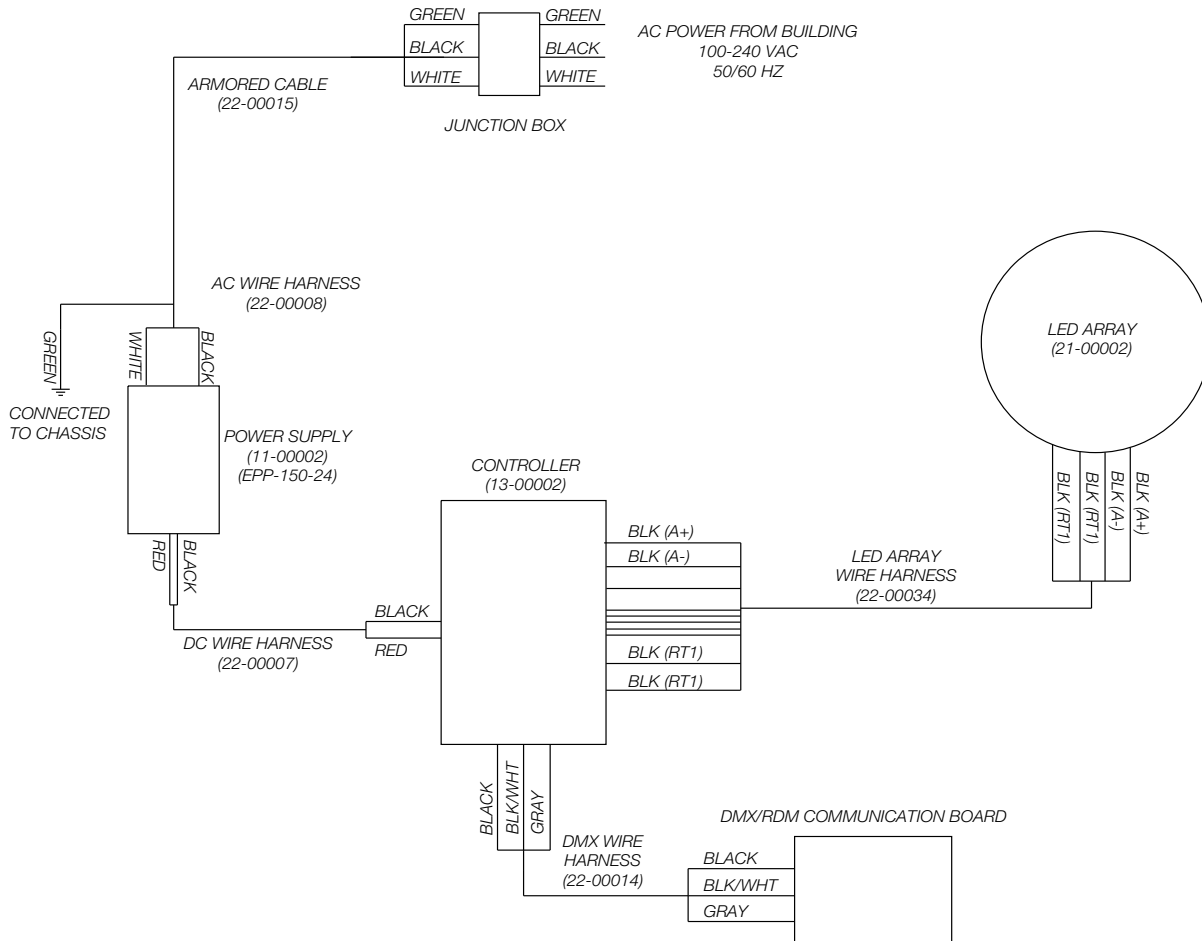 GREEN
GREEN
AC POWER FROM BUILDING
100-240 VAC
50/60 HZ
BLACK
BLACK
WHITE
WHITE
ARMORED CABLE
(22-00015)
JUNCTION BOX
AC WIRE HARNESS
(22-00008)
GREEN
WHITE
BLACK
CONNECTED
TO CHASSIS
POWER SUPPLY
(11-00002)
(EPP-150-24)
RED
BLACK
DC WIRE HARNESS
(22-00007)
BLACK
RED
CONTROLLER
(13-00002)
BLK (A+)
BLK (A-)
BLK (RT1)
BLK (RT1)
LED ARRAY
WIRE HARNESS
(22-00034)
LED ARRAY
(21-00002)
BLK (RT1)
BLK (RT1)
BLK (A-)
BLK (A+)
BLACK
BLK/WHT
GRAY
DMX WIRE
HARNESS
(22-00014)
DMX/RDM COMMUNICATION BOARD
BLACK
BLK/WHT
GRAY